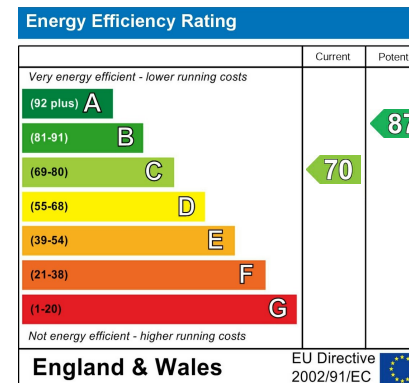 Energy Efficiency Rating
Current Potent
Very energy efficient - lower running costs
(92 plus) A
(81-91) B
87
(69-80) C
70
(55-68) D
(39-54) E
(21-38) F
(1-20) G
Not energy efficient - higher running costs
England & Wales
EU Directive
2002/91/EC